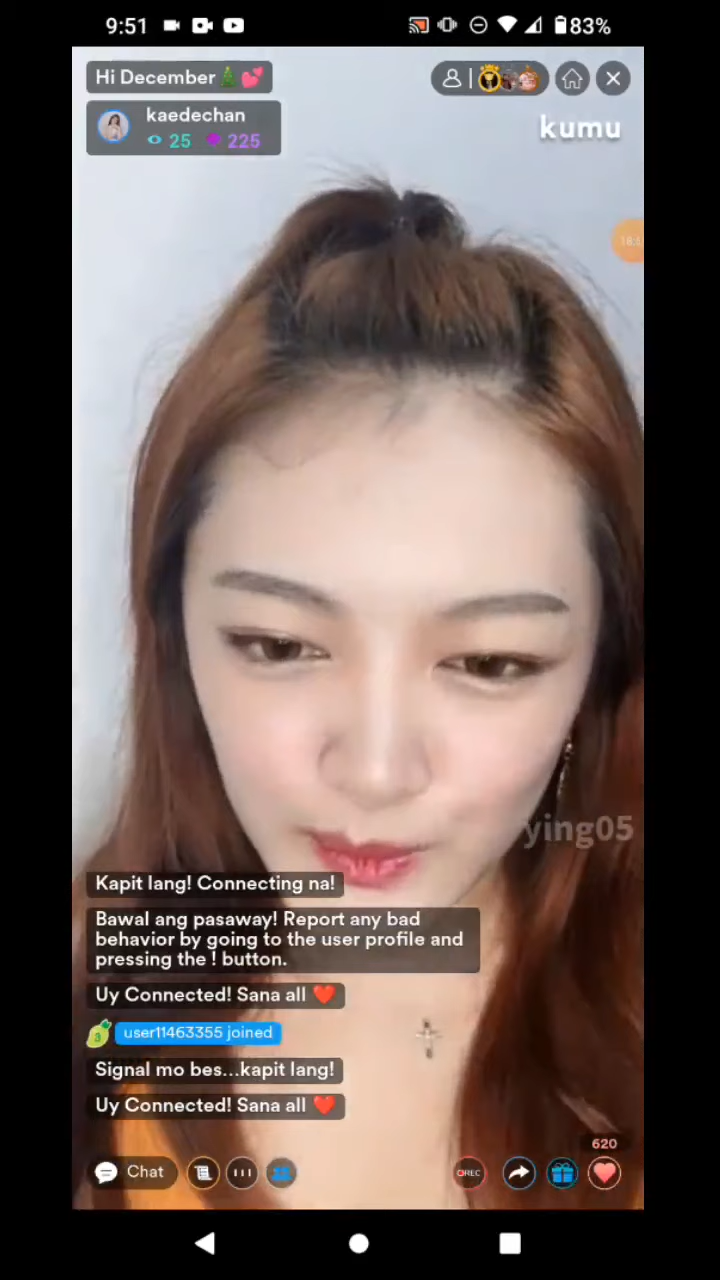 9:51
83%
Hi December
kaedechan
25
225
kumu
ying05
Kapit lang! Connecting na!
Bawal ang pasaway! Report any bad
behavior by going to the user profile and
pressing the ! button.
Uy Connected! Sana all
3
user11463355 joined
Signal mo bes...kapit lang!
Uy Connected! Sana all
620
Chat
REC